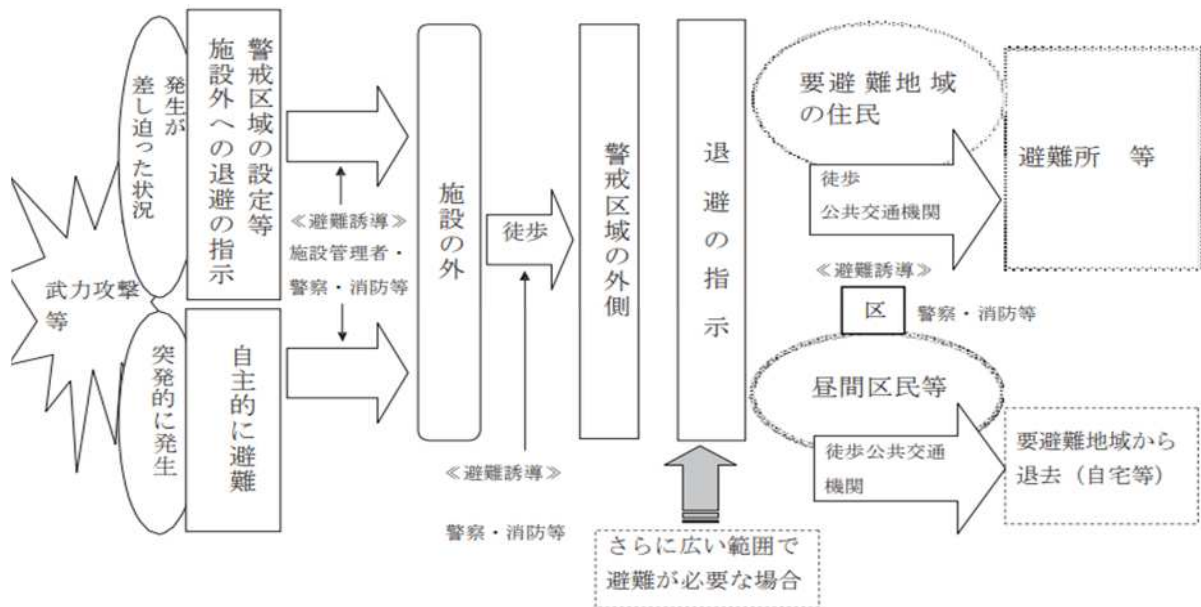 武力攻撃
等
発生が
差し迫った状況
警戒区域の設定等
施設外への退避の指示
突発的に発生
自主的に避難
≪避難誘導≫
施設管理者・
警察・消防等
施設の外
徒歩
≪避難誘導≫
警察・消防等
警戒区域の外側
退避の指示
さらに広い範囲で
避難が必要な場合
要避難地域
の住民
徒歩
公共交通機関
避難所 等
≪避難誘導≫
区
警察・消防等
昼間区民等
徒歩公共交通
機関
要避難地域から
退去（自宅等）